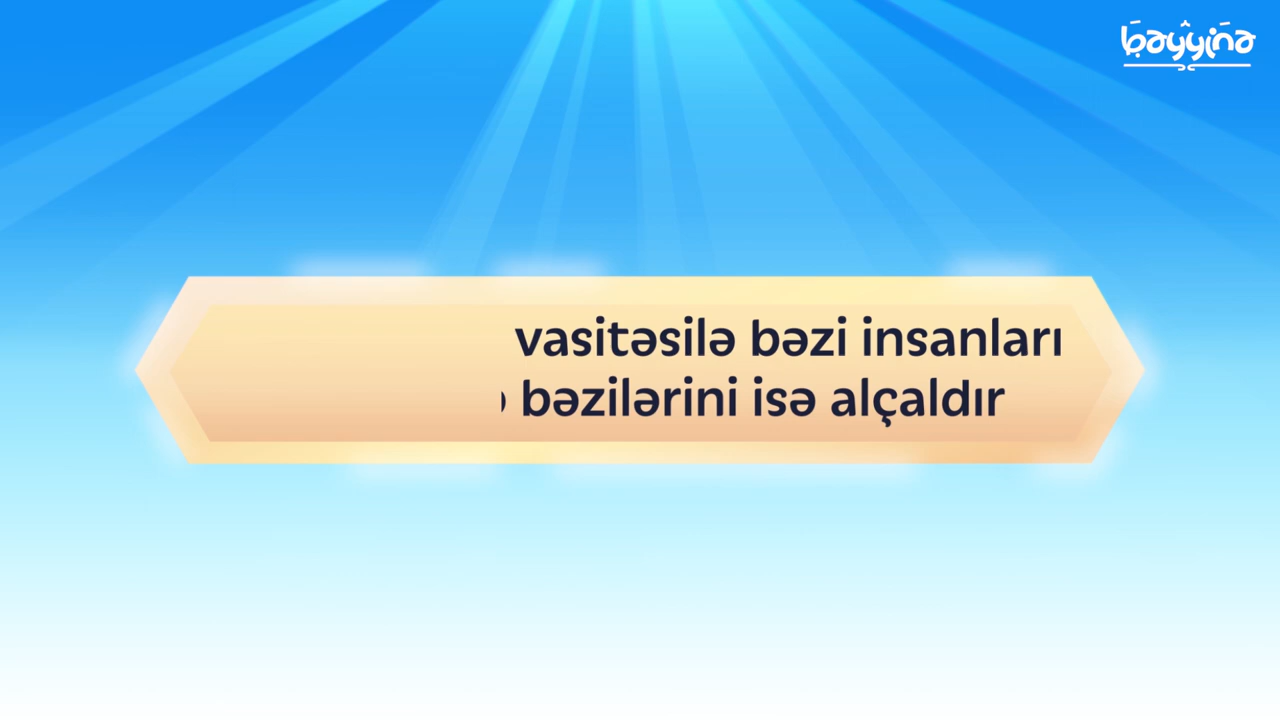 bəyyinə
vasitəsilə bəzi insanları
bəzilərini isə alçaldır